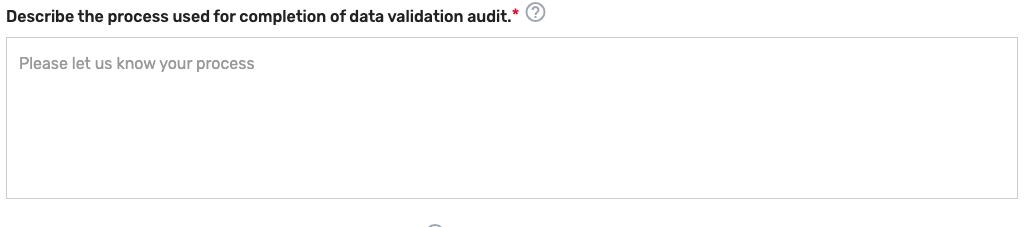 Describe the process used for completion of data validation audit.* ?
Please let us know your process